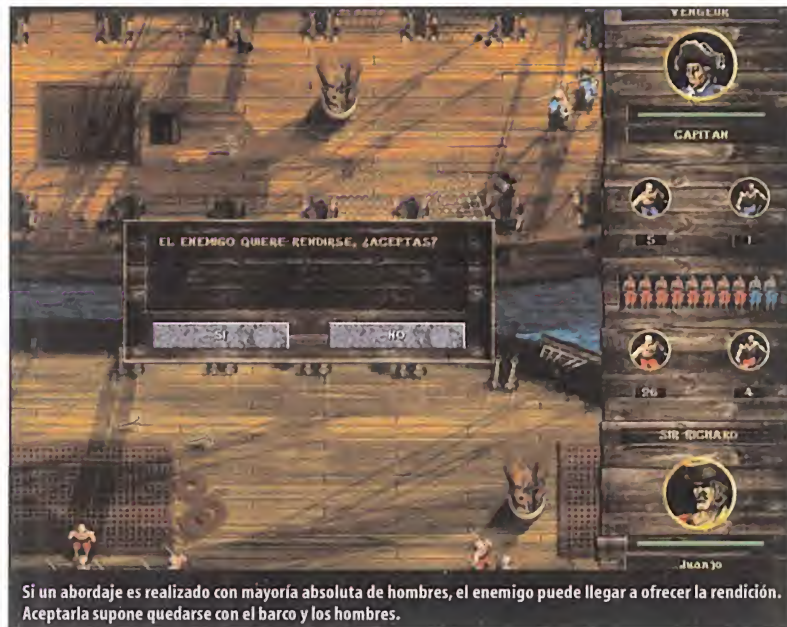 VENGEUR
CAPITAN
5 1
EL ENEMIGO QUIERE RENDIRSE, ¿ACEPTAS?
SI NO
26 4
SIR RICHARD
Juanjo
Si un abordaje es realizado con mayoría absoluta de hombres, el enemigo puede llegar a ofrecer la rendición.
Aceptarla supone quedarse con el barco y los hombres.